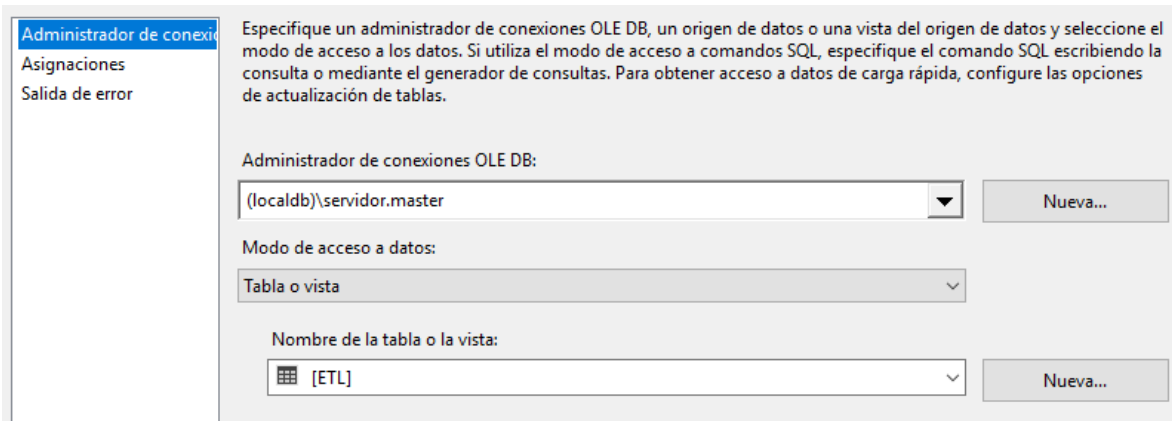 Administrador de conexio
Asignaciones
Salida de error
Especifique un administrador de conexiones OLE DB, un origen de datos o una vista del origen de datos y seleccione el
modo de acceso a los datos. Si utiliza el modo de acceso a comandos SQL, especifique el comando SQL escribiendo la
consulta o mediante el generador de consultas. Para obtener acceso a datos de carga rápida, configure las opciones
de actualización de tablas.
Administrador de conexiones OLE DB:
(localdb)\servidor.master
Nueva...
Modo de acceso a datos:
Tabla o vista
Nombre de la tabla o la vista:
[ETL]
Nueva...